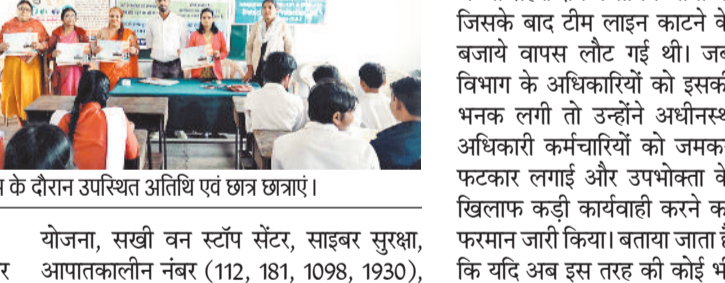 स के दौरान उपस्थित अतिथि एवं छात्र छात्राएं।
योजना, सखी वन स्टॉप सेंटर, साइबर सुरक्षा,
र आपातकालीन नंबर (112, 181, 1098, 1930),
जिसके बाद टीम लाइन काटने के
बजाये वापस लौट गई थी। जब
विभाग के अधिकारियों को इसकी
भनक लगी तो उन्होंने अधीनस्थ
अधिकारी कर्मचारियों को जमकर
फटकार लगाई और उपभोक्ता के
खिलाफ कड़ी कार्यवाही करने का
फरमान जारी किया। बताया जाता है
कि यदि अब इस तरह की कोई भी